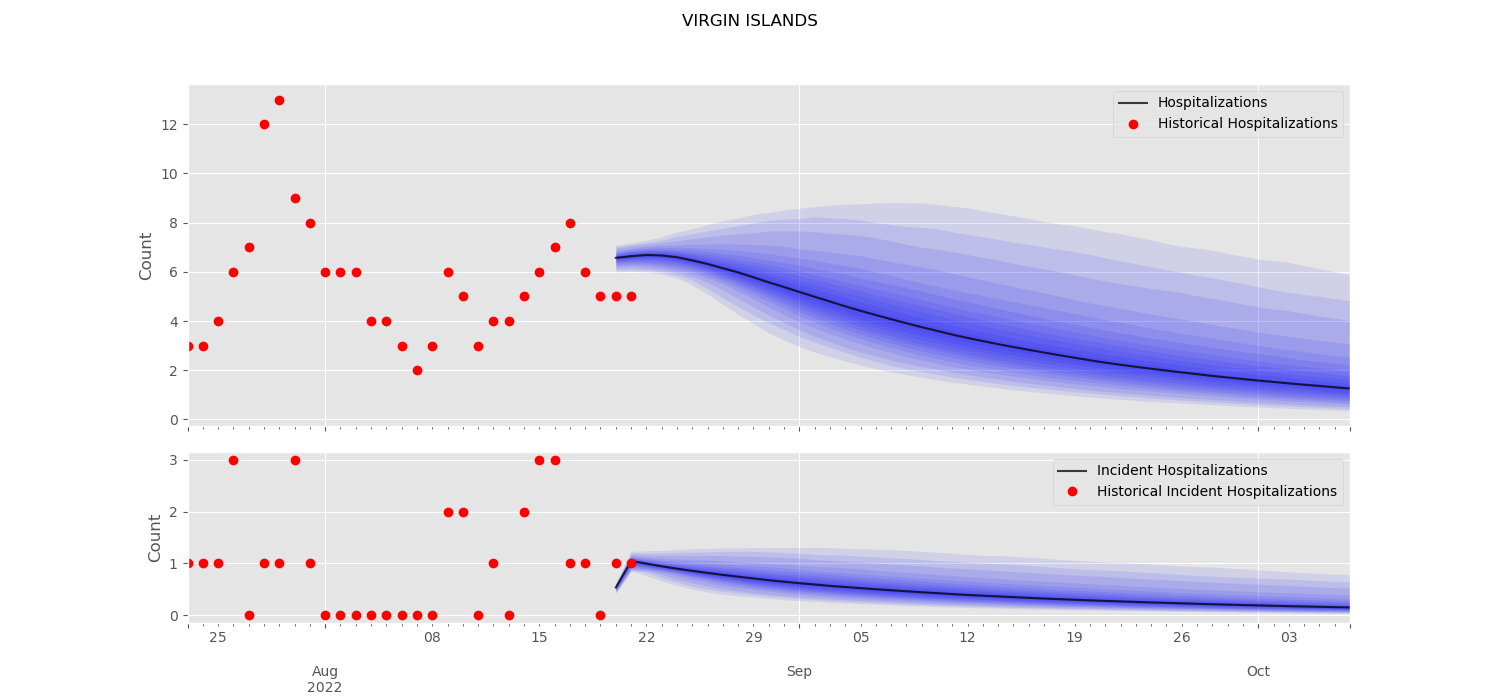 VIRGIN ISLANDS
Hospitalizations
Historical Hospitalizations
Count
12
10
8
6
4
2
0
Incident Hospitalizations
Historical Incident Hospitalizations
Count
3
2
1
0
25 08 15 22 29 05 12 19 26 03
Aug Sep Oct
2022